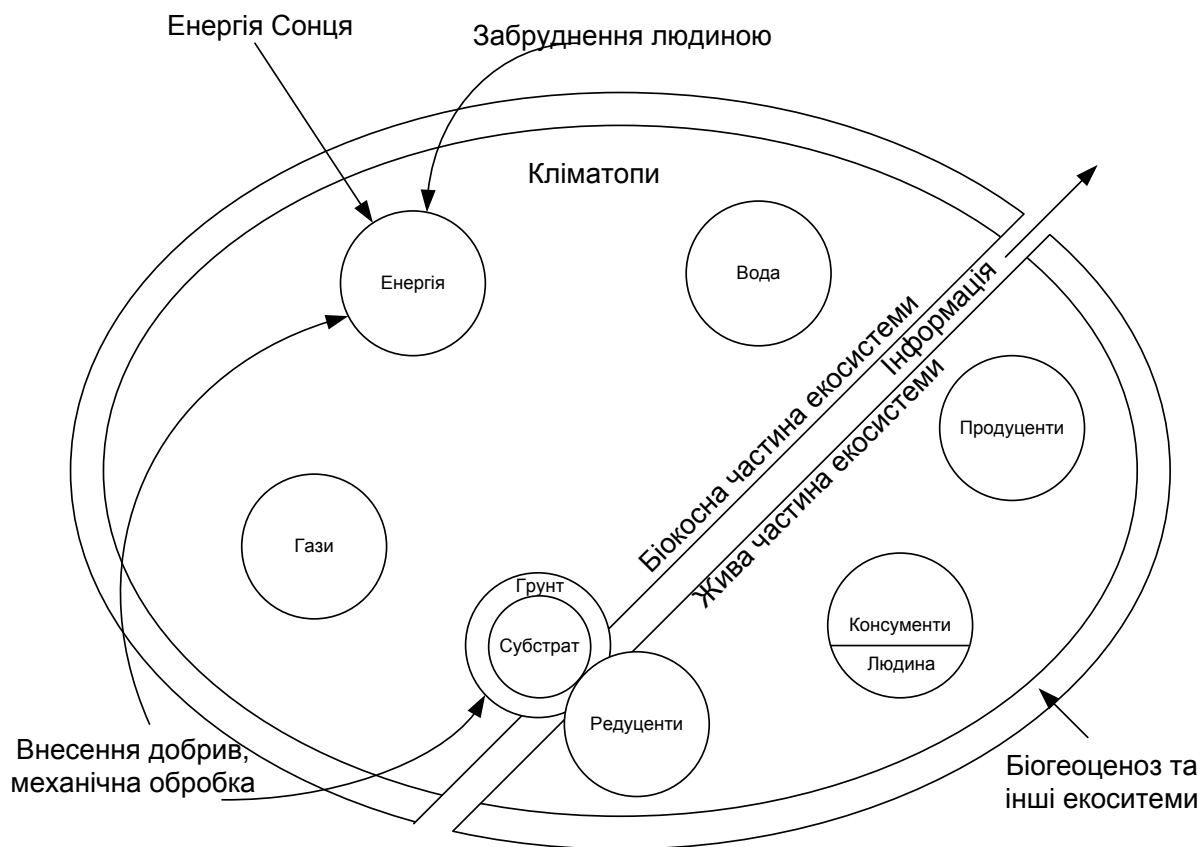 Енергія Сонця
Забруднення людиною
Кліматопи
Енергія
Вода
Біокосна частина екосистеми
Інформація
Жива частина екосистеми
Продуценти
Гази
Грунт
Субстрат
Консументи
Людина
Редуценти
Внесення добрив,
механічна обробка
Біогеоценоз та
інші екоситеми